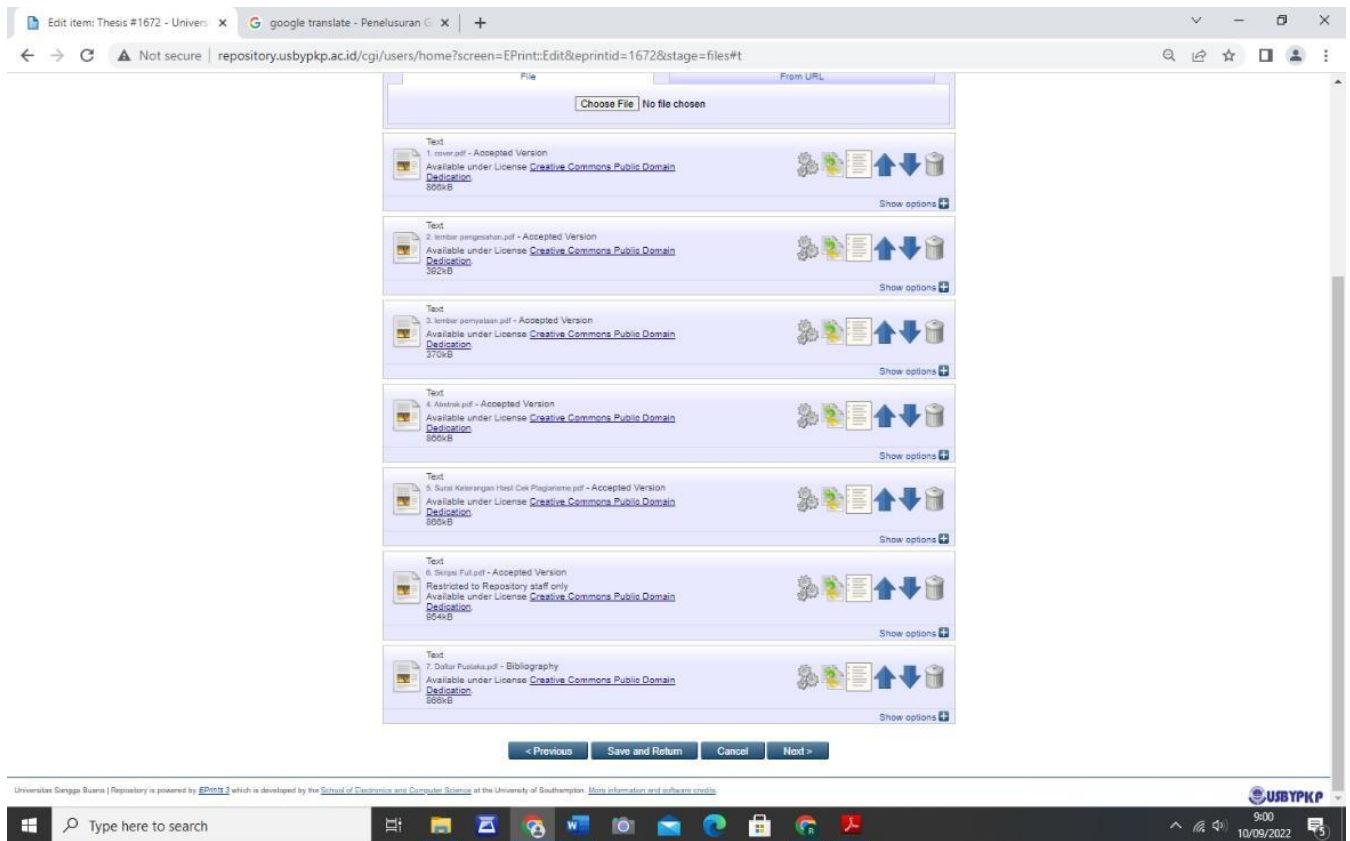 Edit item: Thesis #1672 - Univers
google translate - Penelusuran G
Not secure | repository.usbypkp.ac.id/cgi/users/home?screen=EPrint::Edit&eprintid=1672&stage=files#t
File
From URL
Choose File No file chosen
Text
1. cover.pdf - Accepted Version
Available under License Creative Commons Public Domain
Dedication.
866kB
Show options
Text
2. lembar pengesahan.pdf - Accepted Version
Available under License Creative Commons Public Domain
Dedication.
392kB
Show options
Text
3. lembar pernyataan.pdf - Accepted Version
Available under License Creative Commons Public Domain
Dedication.
370kB
Show options
Text
4. Abstrak.pdf - Accepted Version
Available under License Creative Commons Public Domain
Dedication.
866kB
Show options
Text
5. Surat Keterangan Hasil Cek Plagiarisme.pdf - Accepted Version
Available under License Creative Commons Public Domain
Dedication.
866kB
Show options
Text
6. Skripsi Full.pdf - Accepted Version
Restricted to Repository staff only
Available under License Creative Commons Public Domain
Dedication.
954kB
Show options
Text
7. Daftar Pustaka.pdf - Bibliography
Available under License Creative Commons Public Domain
Dedication.
866kB
Show options
< Previous Save and Return Cancel Next >
Universitas Sangga Buana | Repository is powered by EPrints 3 which is developed by the School of Electronics and Computer Science at the University of Southampton. More information and software credits.
USBYPKP
Type here to search
9:00
10/09/2022
5